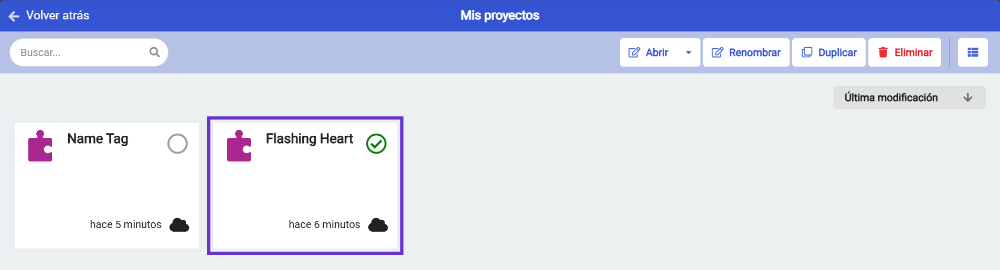 Volver atrás
Mis proyectos
Buscar...
Abrir
Renombrar
Duplicar
Eliminar
Última modificación
Name Tag
hace 5 minutos
Flashing Heart
hace 6 minutos